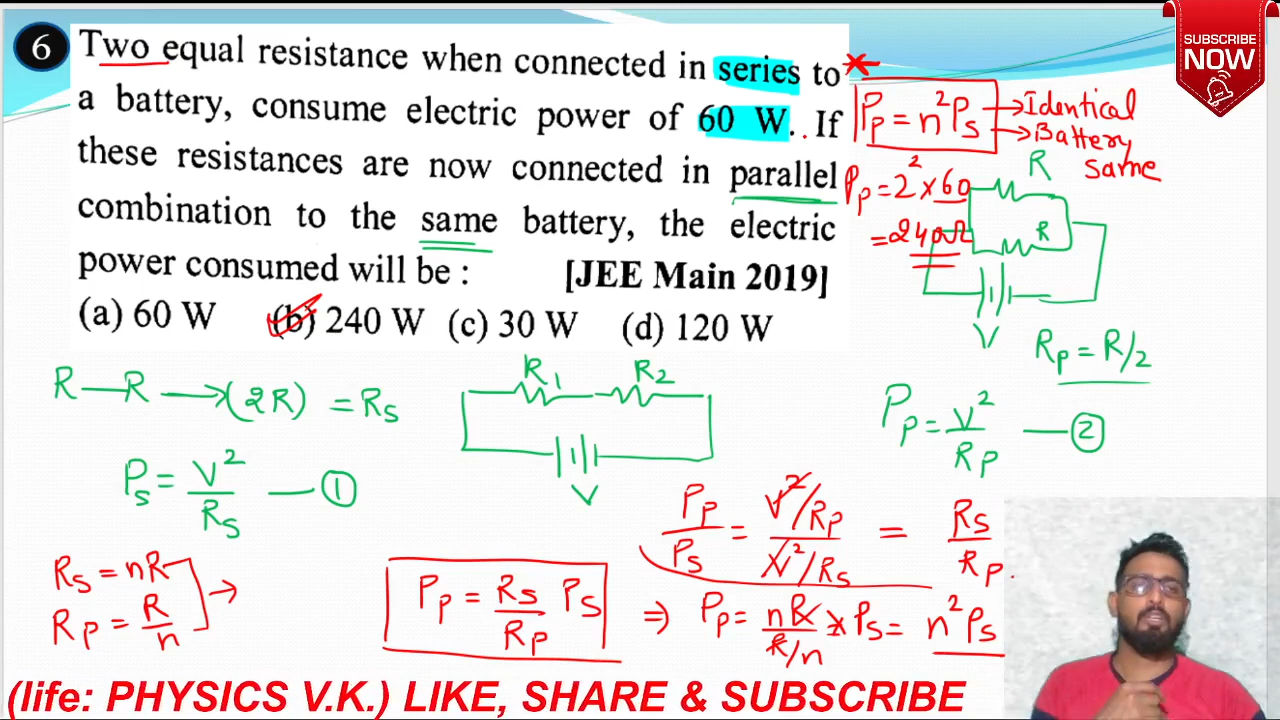 6
Two equal resistance when connected in series to
a battery, consume electric power of 60 W. If
these resistances are now connected in parallel
combination to the same battery, the electric
power consumed will be : [JEE Main 2019]
(a) 60 W (b) 240 W (c) 30 W (d) 120 W
SUBSCRIBE
NOW
Pp = n²Ps → Identical
→ Battery
same
Pp = 2² × 60
= 240Ω
R
R
V
Rp = R/2
R — R → (2R) = Rs
R1 R2
V
Ps = V²/Rs — 1
Pp = V²/Rp — 2
Pp/Ps = V²/Rp / V²/Rs = Rs/Rp
Rs = nR
Rp = R/n
Pp = Rs/Rp Ps ⇒ Pp = nR/R/n × Ps = n²Ps
(life: PHYSICS V.K.) LIKE, SHARE & SUBSCRIBE